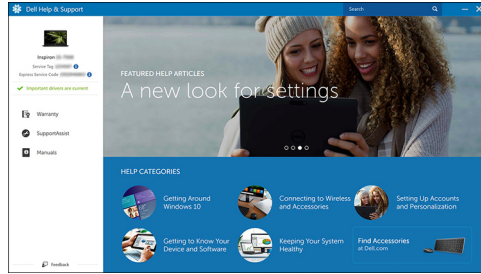 Dell Help & Support
Search
Inspiron
Service Tag
Express Service Code
Important drivers are current
Warranty
SupportAssist
Manuals
Feedback
FEATURED HELP ARTICLES
A new look for settings
HELP CATEGORIES
Getting Around
Windows 10
Connecting to Wireless
and Accessories
Setting Up Accounts
and Personalization
Getting to Know Your
Device and Software
Keeping Your System
Healthy
Find Accessories
at Dell.com